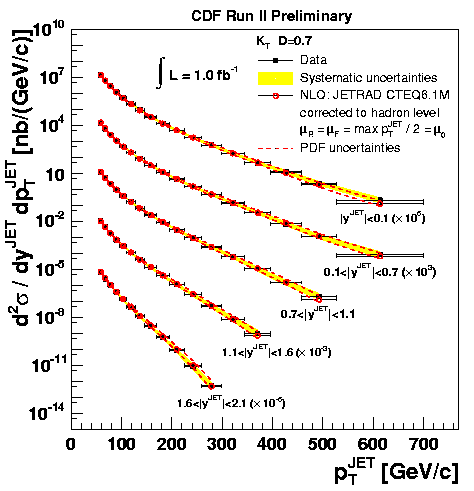 CDF Run II Preliminary
K_T D=0.7
∫ L = 1.0 fb⁻¹
Data
Systematic uncertainties
NLO: JETRAD CTEQ6.1M
corrected to hadron level
μ_R = μ_F = max p_T^JET / 2 = μ_0
PDF uncertainties
d²σ / dy^JET dp_T^JET [nb/(GeV/c)]
10^10
10^7
10^4
10
10^-2
10^-5
10^-8
10^-11
10^-14
|y^JET|<0.1 (×10^6)
0.1<|y^JET|<0.7 (×10^3)
0.7<|y^JET|<1.1
1.1<|y^JET|<1.6 (×10^-3)
1.6<|y^JET|<2.1 (×10^-6)
0 100 200 300 400 500 600 700
p_T^JET [GeV/c]